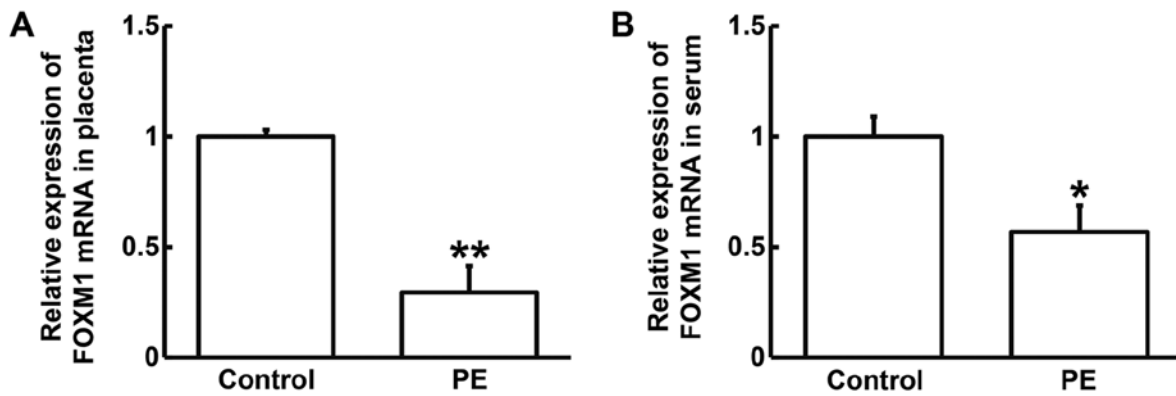 A
Relative expression of
FOXM1 mRNA in placenta
1.5
1
0.5
0
**
Control
PE
B
Relative expression of
FOXM1 mRNA in serum
1.5
1
0.5
0
*
Control
PE